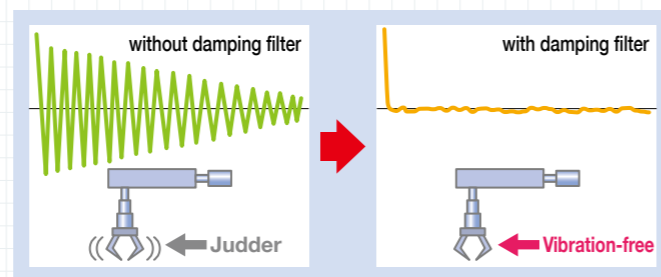 without damping filter
with damping filter
Judder
Vibration-free